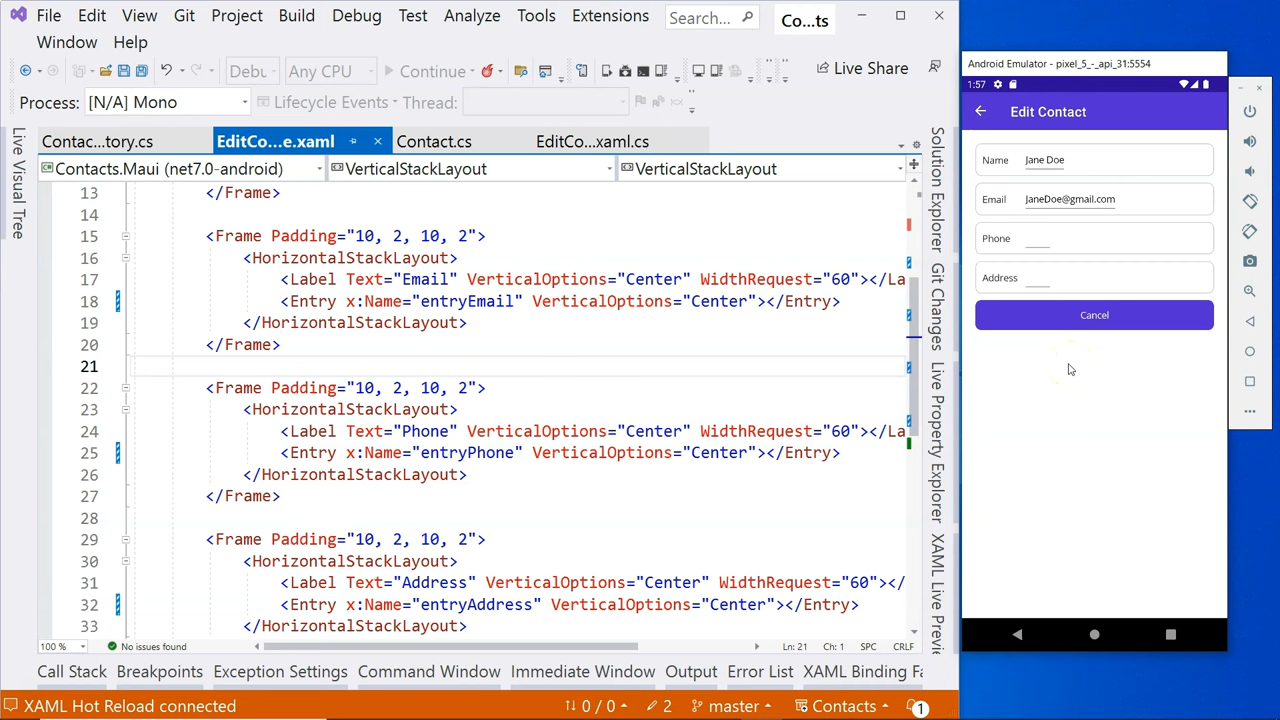 File Edit View Git Project Build Debug Test Analyze Tools Extensions Search... Co...ts
Window Help
Debu Any CPU Continue Live Share
Process: [N/A] Mono Lifecycle Events Thread:
Live Visual Tree
Contac...tory.cs EditCo...e.xaml Contact.cs EditCo...xaml.cs
Contacts.Maui (net7.0-android) VerticalStackLayout VerticalStackLayout
13 </Frame>
14
15 <Frame Padding="10, 2, 10, 2">
16 <HorizontalStackLayout>
17 <Label Text="Email" VerticalOptions="Center" WidthRequest="60"></La
18 <Entry x:Name="entryEmail" VerticalOptions="Center"></Entry>
19 </HorizontalStackLayout>
20 </Frame>
21
22 <Frame Padding="10, 2, 10, 2">
23 <HorizontalStackLayout>
24 <Label Text="Phone" VerticalOptions="Center" WidthRequest="60"></La
25 <Entry x:Name="entryPhone" VerticalOptions="Center"></Entry>
26 </HorizontalStackLayout>
27 </Frame>
28
29 <Frame Padding="10, 2, 10, 2">
30 <HorizontalStackLayout>
31 <Label Text="Address" VerticalOptions="Center" WidthRequest="60"></
32 <Entry x:Name="entryAddress" VerticalOptions="Center"></Entry>
33 </HorizontalStackLayout>
100 % No issues found Ln: 21 Ch: 1 SPC CRLF
Call Stack Breakpoints Exception Settings Command Window Immediate Window Output Error List XAML Binding Fa
XAML Hot Reload connected 0 / 0 2 master Contacts 1
Solution Explorer
Git Changes
Live Property Explorer
XAML Live Previe
Android Emulator - pixel_5_-_api_31:5554
1:57
Edit Contact
Name Jane Doe
Email JaneDoe@gmail.com
Phone
Address
Cancel